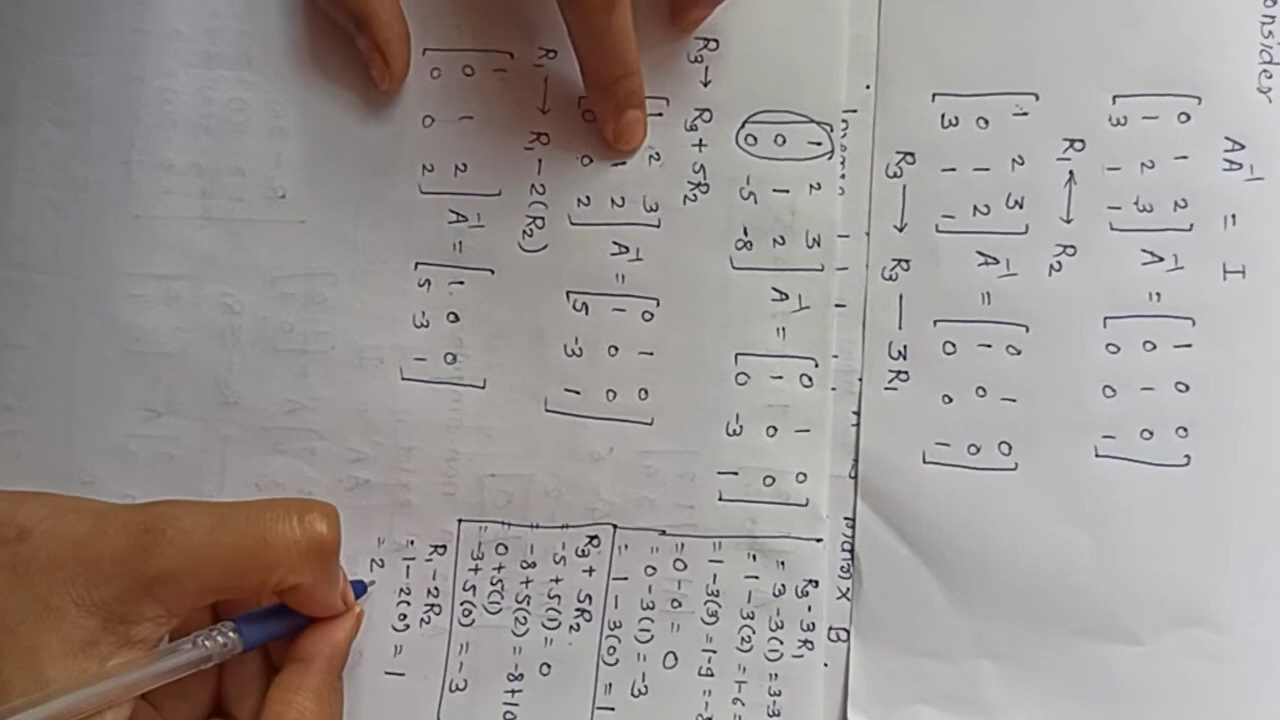 onsider
AA⁻¹ = I
0 1 2     1 0 0
1 2 3 A⁻¹ = 0 1 0
3 1 1     0 0 1
R₁ ⟷ R₂
1 2 3     0 1 0
0 1 2 A⁻¹ = 1 0 0
3 1 1     0 0 1
R₃ ⟶ R₃ — 3R₁
B
1 2 3     0 1 0
0 1 2 A⁻¹ = 1 0 0
0 -5 -8     0 -3 1
R₃ → R₃ + 5R₂
1 2 3     0 1 0
0 1 2 A⁻¹ = 1 0 0
0 0 2     5 -3 1
R₁ ⟶ R₁ - 2(R₂)
1
0 1 2 A⁻¹ = 1 0 0
0 0 2     5 -3 1
R₃ - 3R₁
= 3 - 3(1) = 3-3
= 1 - 3(2) = 1-6 =
= 1 - 3(3) = 1-9 = -8
= 0 - 0 = 0
= 0 - 3(1) = -3
= 1 - 3(0) = 1
R₃ + 5R₂
= -5 + 5(1) = 0
= -8 + 5(2) = -8+10
= 0 + 5(1)
= -3 + 5(0) = -3
R₁ - 2R₂
= 1 - 2(0) = 1
= 2